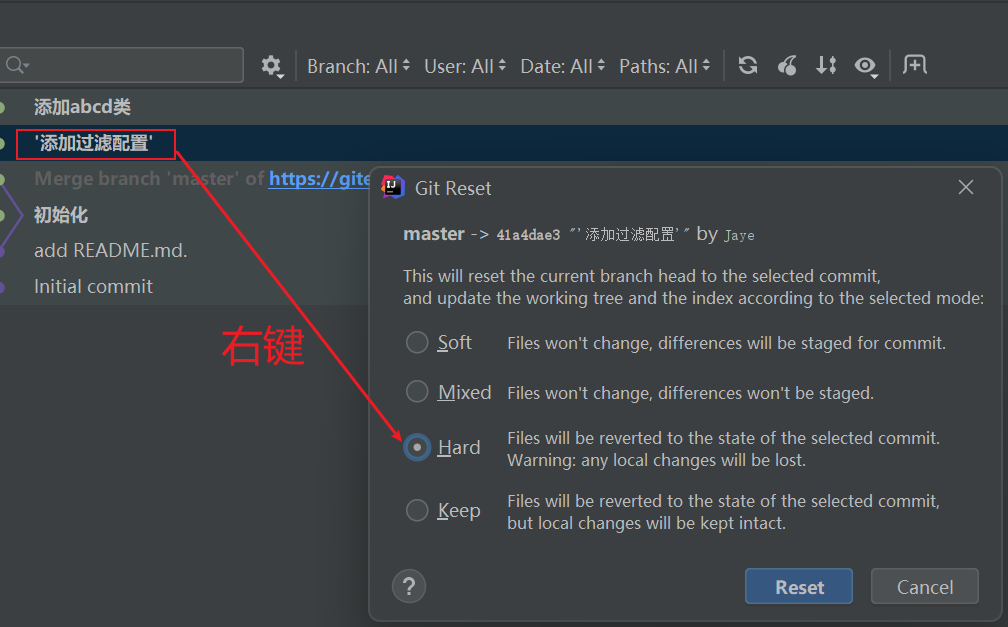 Branch: All User: All Date: All Paths: All
添加abcd类
'添加过滤配置'
Merge branch 'master' of https://gite
初始化
add README.md.
Initial commit
右键
Git Reset
master -> 41a4dae3 "'添加过滤配置'" by Jaye
This will reset the current branch head to the selected commit,
and update the working tree and the index according to the selected mode:
Soft Files won't change, differences will be staged for commit.
Mixed Files won't change, differences won't be staged.
Hard Files will be reverted to the state of the selected commit.
Warning: any local changes will be lost.
Keep Files will be reverted to the state of the selected commit,
but local changes will be kept intact.
? Reset Cancel